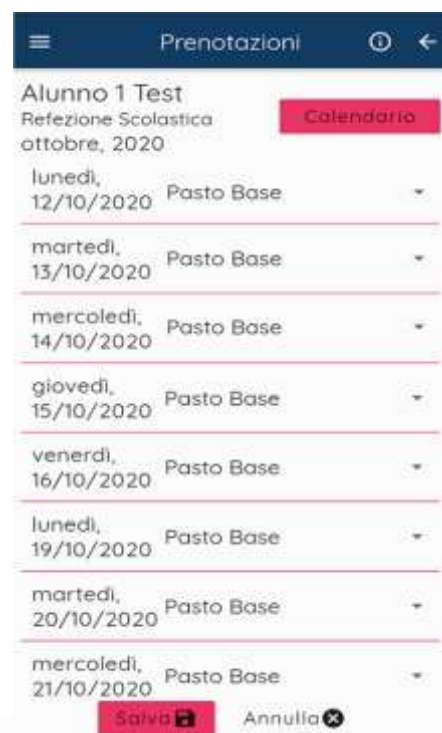 Prenotazioni
Alunno 1 Test
Refezione Scolastica
Calendario
ottobre, 2020
lunedì,
12/10/2020 Pasto Base
martedì,
13/10/2020 Pasto Base
mercoledì,
14/10/2020 Pasto Base
giovedì,
15/10/2020 Pasto Base
venerdì,
16/10/2020 Pasto Base
lunedì,
19/10/2020 Pasto Base
martedì,
20/10/2020 Pasto Base
mercoledì,
21/10/2020 Pasto Base
Salva Annulla